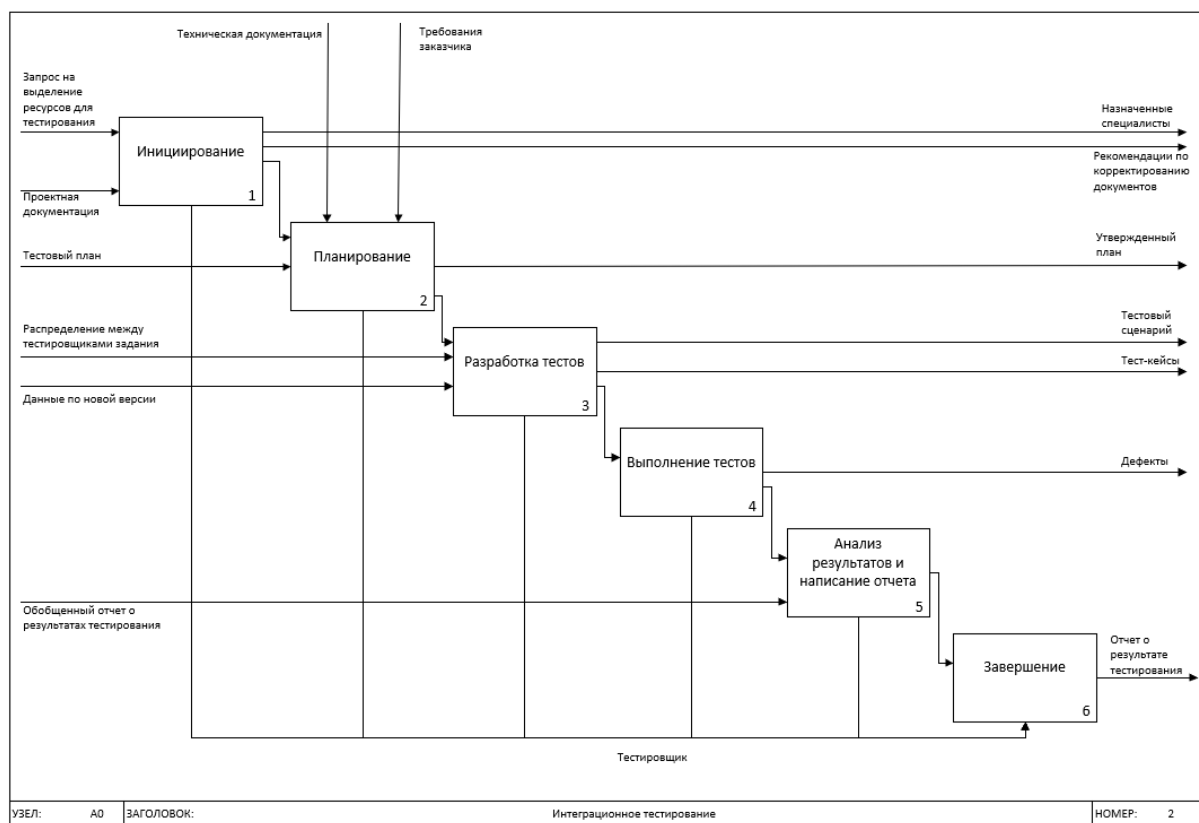 Техническая документация
Требования
заказчика
Запрос на
выделение
ресурсов для
тестирования
Назначенные
специалисты
Инициирование
1
Рекомендации по
корректированию
документов
Проектная
документация
Тестовый план
Планирование
2
Утвержденный
план
Распределение между
тестировщиками задания
Данные по новой версии
Разработка тестов
3
Тестовый
сценарий
Тест-кейсы
Выполнение тестов
4
Дефекты
Анализ
результатов и
написание отчета
5
Обобщенный отчет о
результатах тестирования
Завершение
6
Отчет о
результате
тестирования
Тестировщик
УЗЕЛ: A0 ЗАГОЛОВОК: Интеграционное тестирование НОМЕР: 2